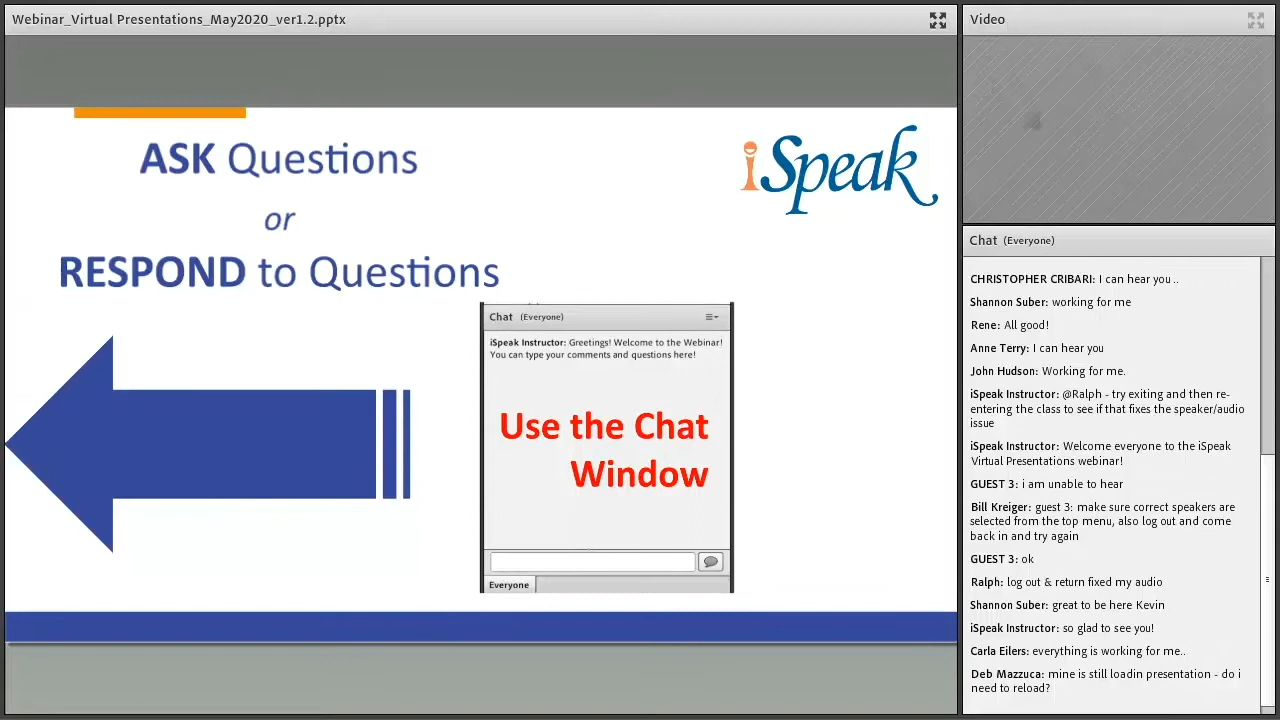 Webinar_Virtual Presentations_May2020_ver1.2.pptx
ASK Questions
or
RESPOND to Questions
iSpeak
Chat (Everyone)
iSpeak Instructor: Greetings! Welcome to the Webinar!
You can type your comments and questions here!
Use the Chat
Window
Everyone
Video
Chat (Everyone)
CHRISTOPHER CRIBARI: I can hear you ..
Shannon Suber: working for me
Rene: All good!
Anne Terry: I can hear you
John Hudson: Working for me.
iSpeak Instructor: @Ralph - try exiting and then re-
entering the class to see if that fixes the speaker/audio
issue
iSpeak Instructor: Welcome everyone to the iSpeak
Virtual Presentations webinar!
GUEST 3: i am unable to hear
Bill Kreiger: guest 3: make sure correct speakers are
selected from the top menu, also log out and come
back in and try again
GUEST 3: ok
Ralph: log out & return fixed my audio
Shannon Suber: great to be here Kevin
iSpeak Instructor: so glad to see you!
Carla Eilers: everything is working for me..
Deb Mazzuca: mine is still loadin presentation - do i
need to reload?